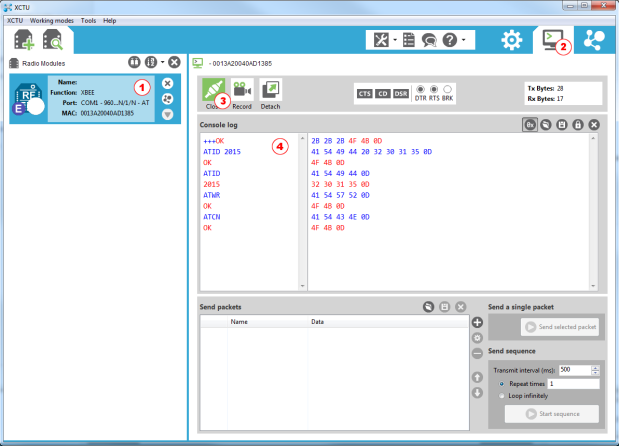 XCTU
XCTU Working modes Tools Help
2
Radio Modules
- 0013A20040AD1385
Name:
Function: XBEE
Port: COM1 - 960...N/1/N - AT
MAC: 0013A20040AD1385
1
RF
E
Close Record Detach
3
CTS CD DSR
DTR RTS BRK
Tx Bytes: 28
Rx Bytes: 17
Console log
0x
4
+++OK
ATID 2015
OK
ATID
2015
ATWR
OK
ATCN
OK
2B 2B 2B 4F 4B 0D
41 54 49 44 20 32 30 31 35 0D
4F 4B 0D
41 54 49 44 0D
32 30 31 35 0D
41 54 57 52 0D
4F 4B 0D
41 54 43 4E 0D
4F 4B 0D
Send packets
Name Data
Send a single packet
Send selected packet
Send sequence
Transmit interval (ms): 500
Repeat times 1
Loop infinitely
Start sequence